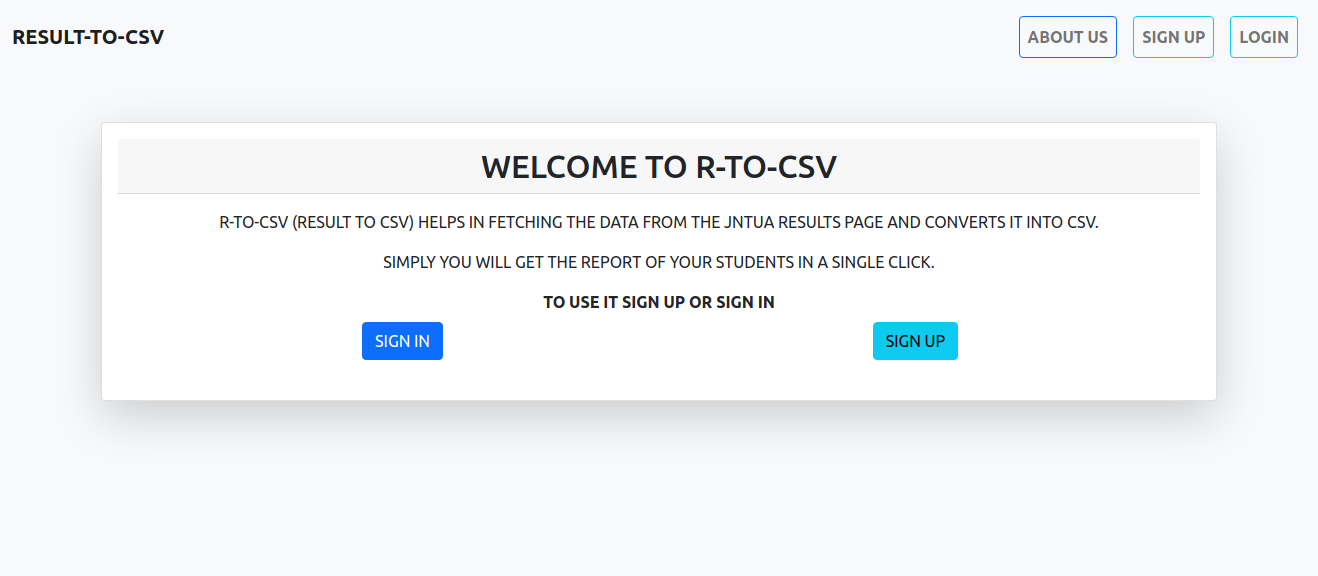 RESULT-TO-CSV
ABOUT US
SIGN UP
LOGIN
WELCOME TO R-TO-CSV
R-TO-CSV (RESULT TO CSV) HELPS IN FETCHING THE DATA FROM THE JNTUA RESULTS PAGE AND CONVERTS IT INTO CSV.
SIMPLY YOU WILL GET THE REPORT OF YOUR STUDENTS IN A SINGLE CLICK.
TO USE IT SIGN UP OR SIGN IN
SIGN IN
SIGN UP